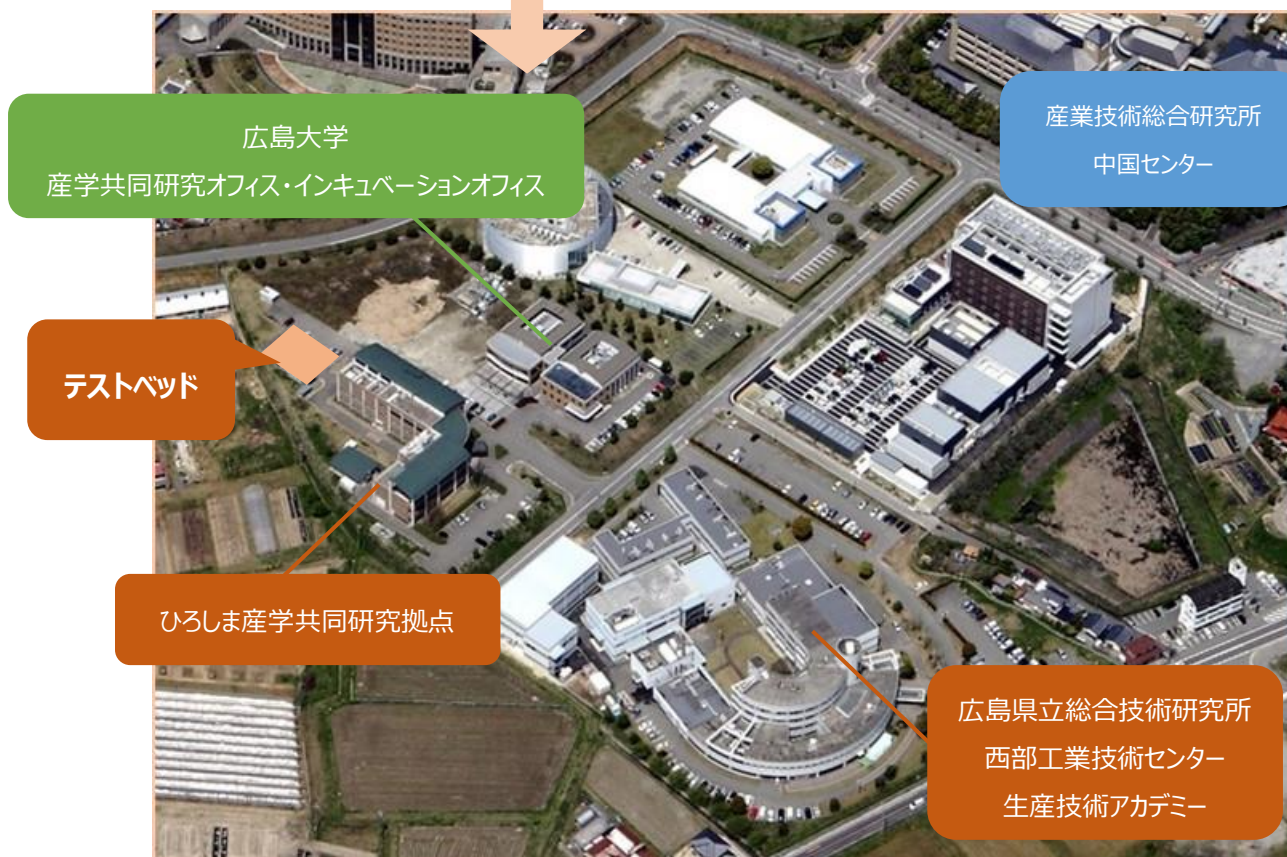 広島大学
産学共同研究オフィス・インキュベーションオフィス
産業技術総合研究所
中国センター
テストベッド
ひろしま産学共同研究拠点
広島県立総合技術研究所
西部工業技術センター
生産技術アカデミー